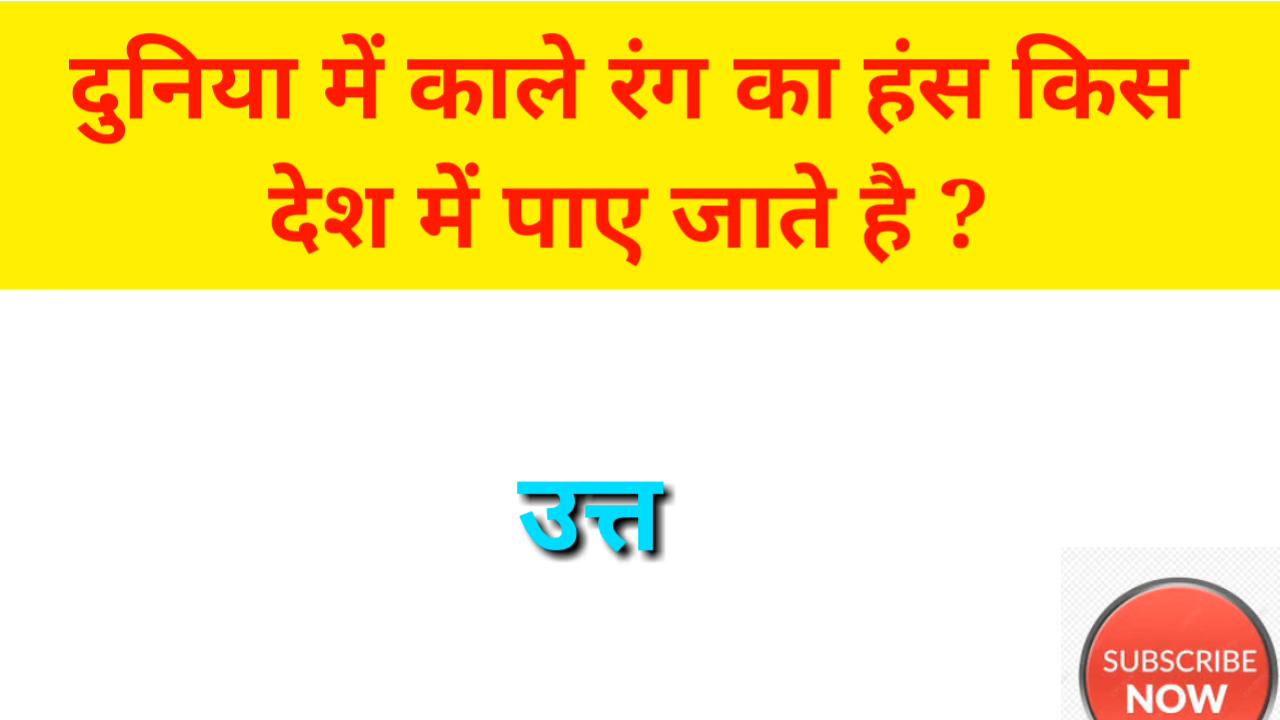 दुनिया में काले रंग का हंस किस
देश में पाए जाते है ?
उत्त
SUBSCRIBE
NOW